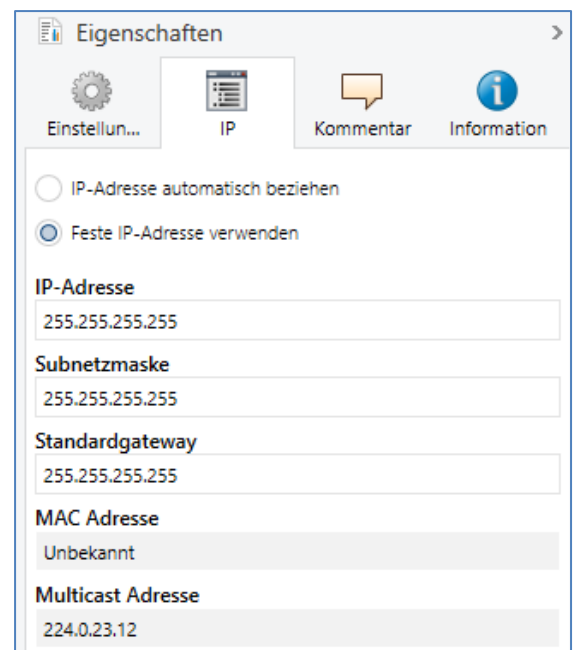 Eigenschaften
Einstellun... IP Kommentar Information
IP-Adresse automatisch beziehen
Feste IP-Adresse verwenden
IP-Adresse
255.255.255.255
Subnetzmaske
255.255.255.255
Standardgateway
255.255.255.255
MAC Adresse
Unbekannt
Multicast Adresse
224.0.23.12